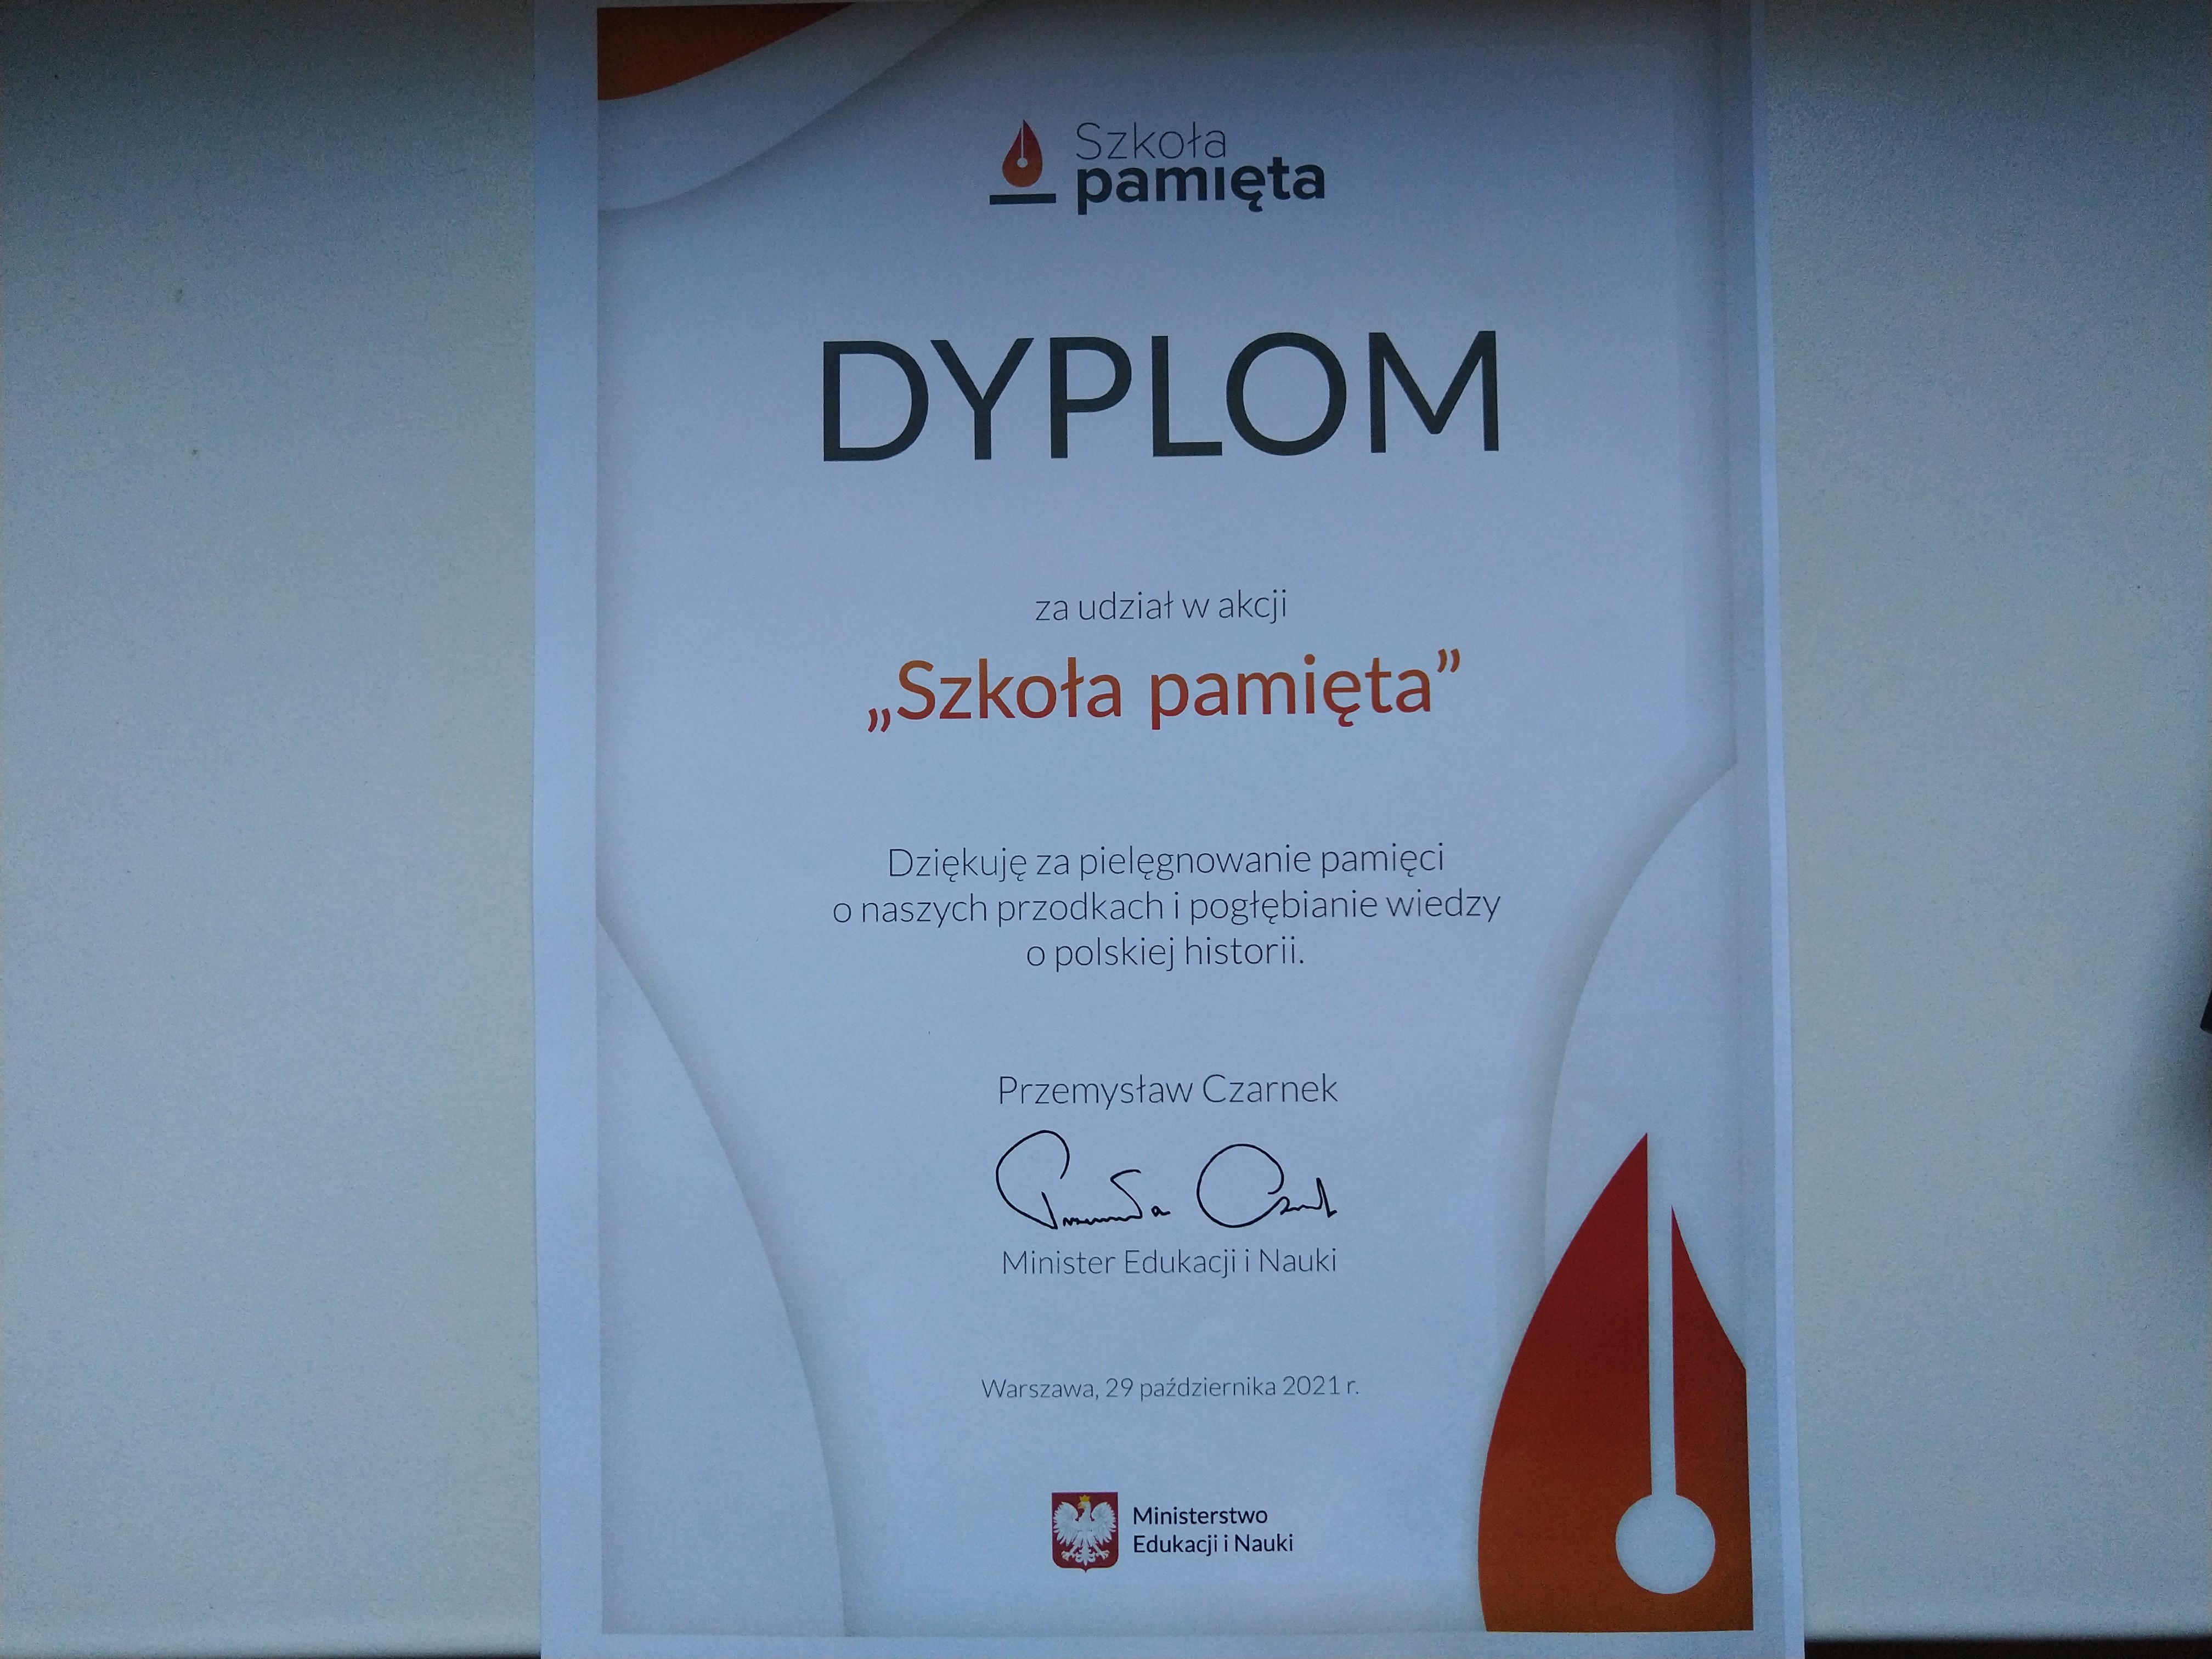 Szkoła
pamięta
DYPLOM
za udział w akcji
„Szkoła pamięta”
Dziękuję za pielęgnowanie pamięci
o naszych przodkach i pogłębianie wiedzy
o polskiej historii.
Przemysław Czarnek
Minister Edukacji i Nauki
Warszawa, 29 października 2021 r.
Ministerstwo
Edukacji i Nauki